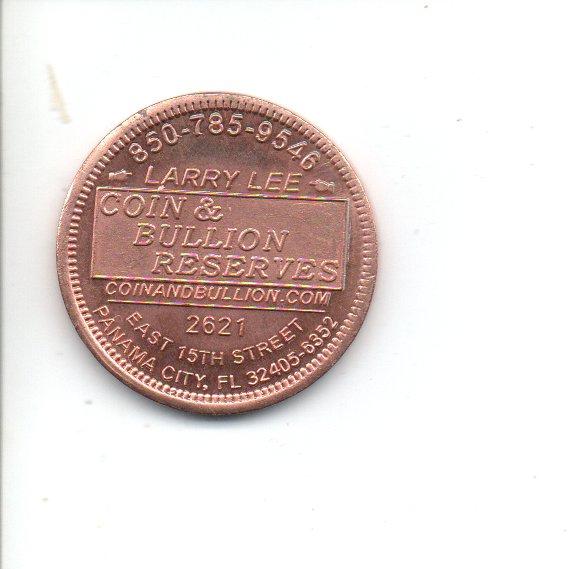 850-785-9546
LARRY LEE
COIN &
BULLION
RESERVES
COINANDBULLION.COM
2621
EAST 15TH STREET
PANAMA CITY, FL 32405-6352